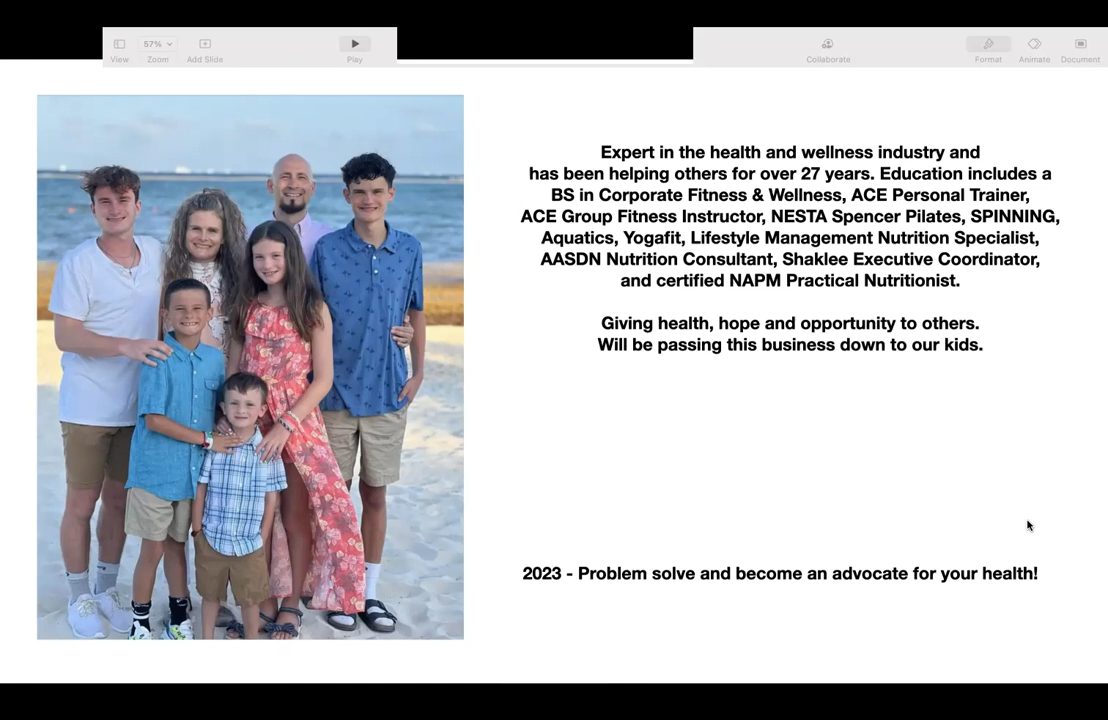 57%
View
Zoom
Add Slide
Play
Collaborate
Format
Animate
Document
Expert in the health and wellness industry and
has been helping others for over 27 years. Education includes a
BS in Corporate Fitness & Wellness, ACE Personal Trainer,
ACE Group Fitness Instructor, NESTA Spencer Pilates, SPINNING,
Aquatics, Yogafit, Lifestyle Management Nutrition Specialist,
AASDN Nutrition Consultant, Shaklee Executive Coordinator,
and certified NAPM Practical Nutritionist.
Giving health, hope and opportunity to others.
Will be passing this business down to our kids.
2023 - Problem solve and become an advocate for your health!